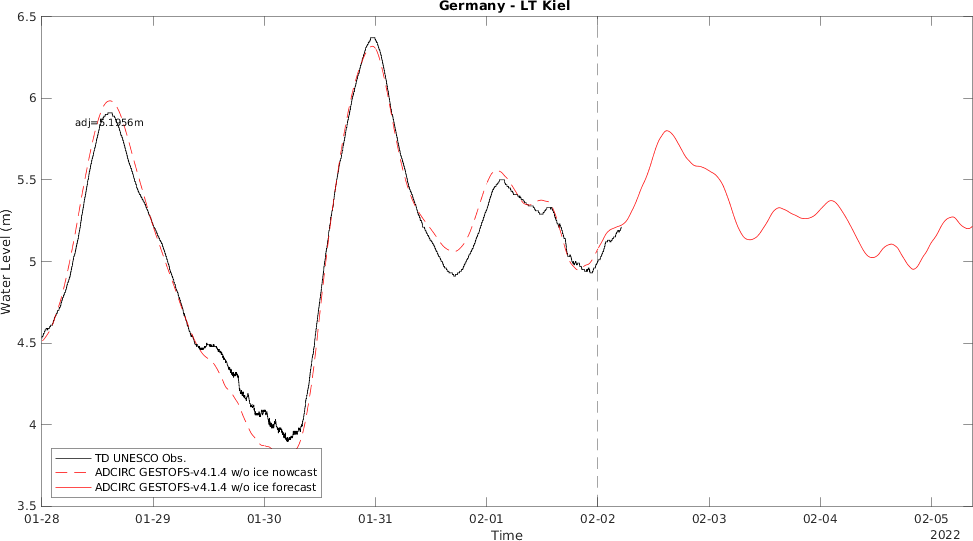 Germany - LT Kiel
6.5
6
5.5
5
4.5
4
3.5
Water Level (m)
adj=5.1956m
TD UNESCO Obs.
ADCIRC GESTOFS-v4.1.4 w/o ice nowcast
ADCIRC GESTOFS-v4.1.4 w/o ice forecast
01-28 01-29 01-30 01-31 02-01 02-02 02-03 02-04 02-05
Time
2022